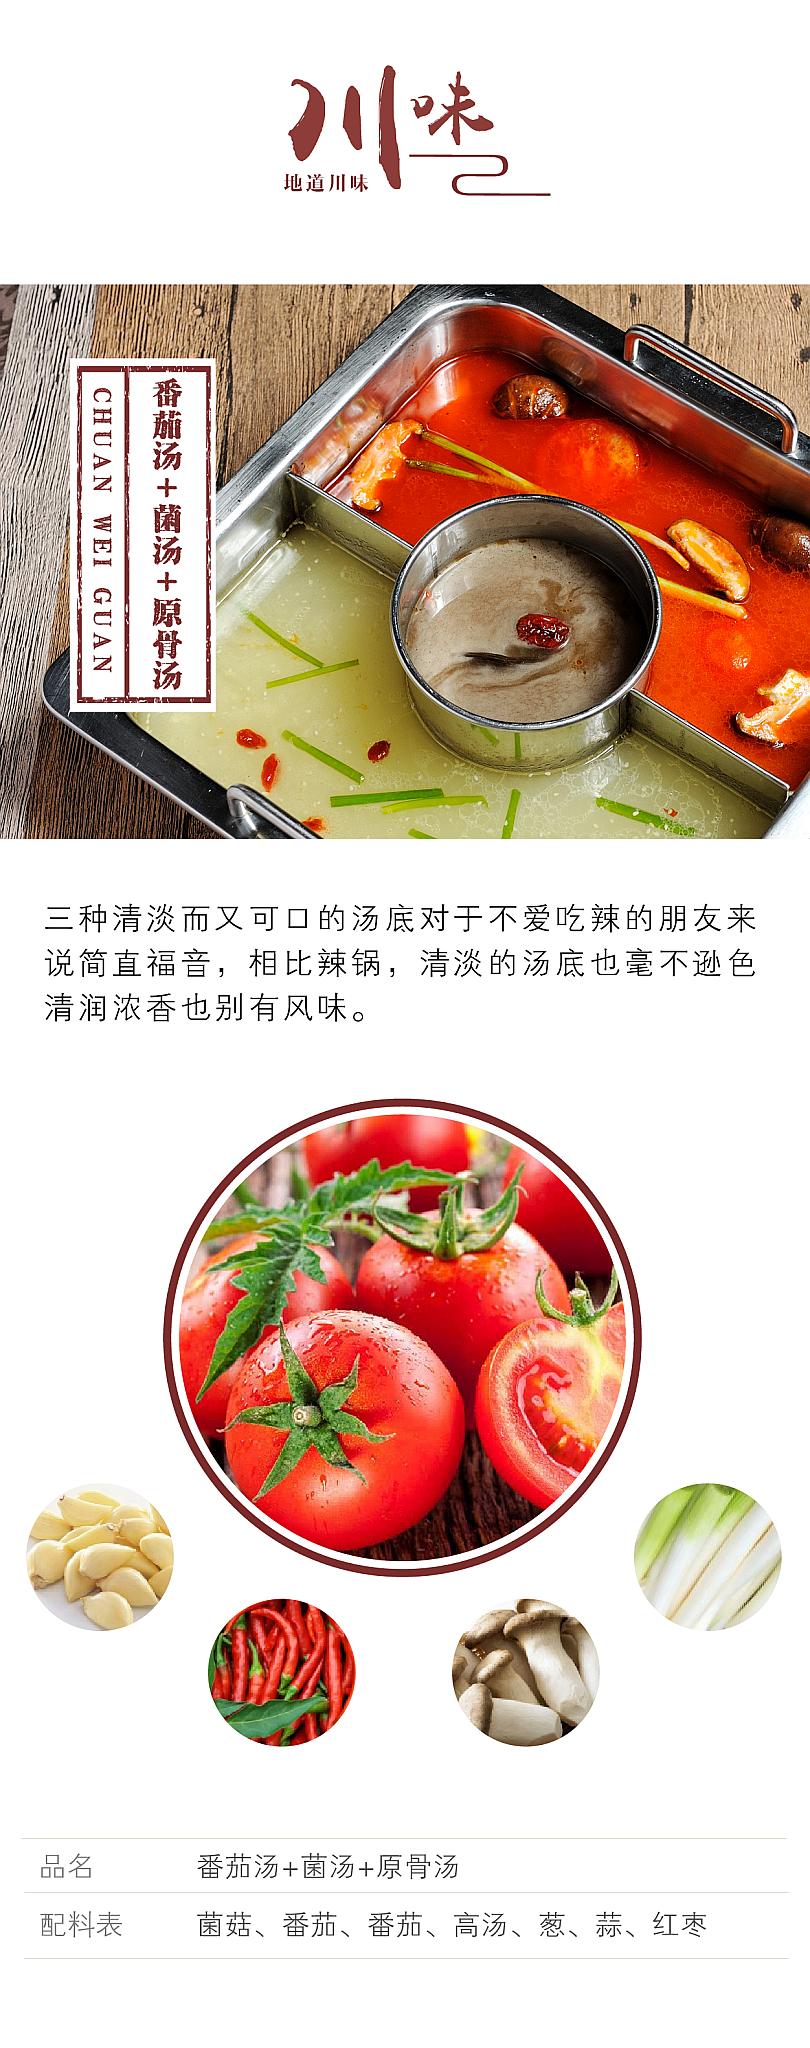 川味
地道川味
番茄汤+菌汤+原骨汤
CHUAN WEI GUAN
三种清淡而又可口的汤底对于不爱吃辣的朋友来
说简直福音，相比辣锅，清淡的汤底也毫不逊色
清润浓香也别有风味。
品名 番茄汤+菌汤+原骨汤
配料表 菌菇、番茄、番茄、高汤、葱、蒜、红枣